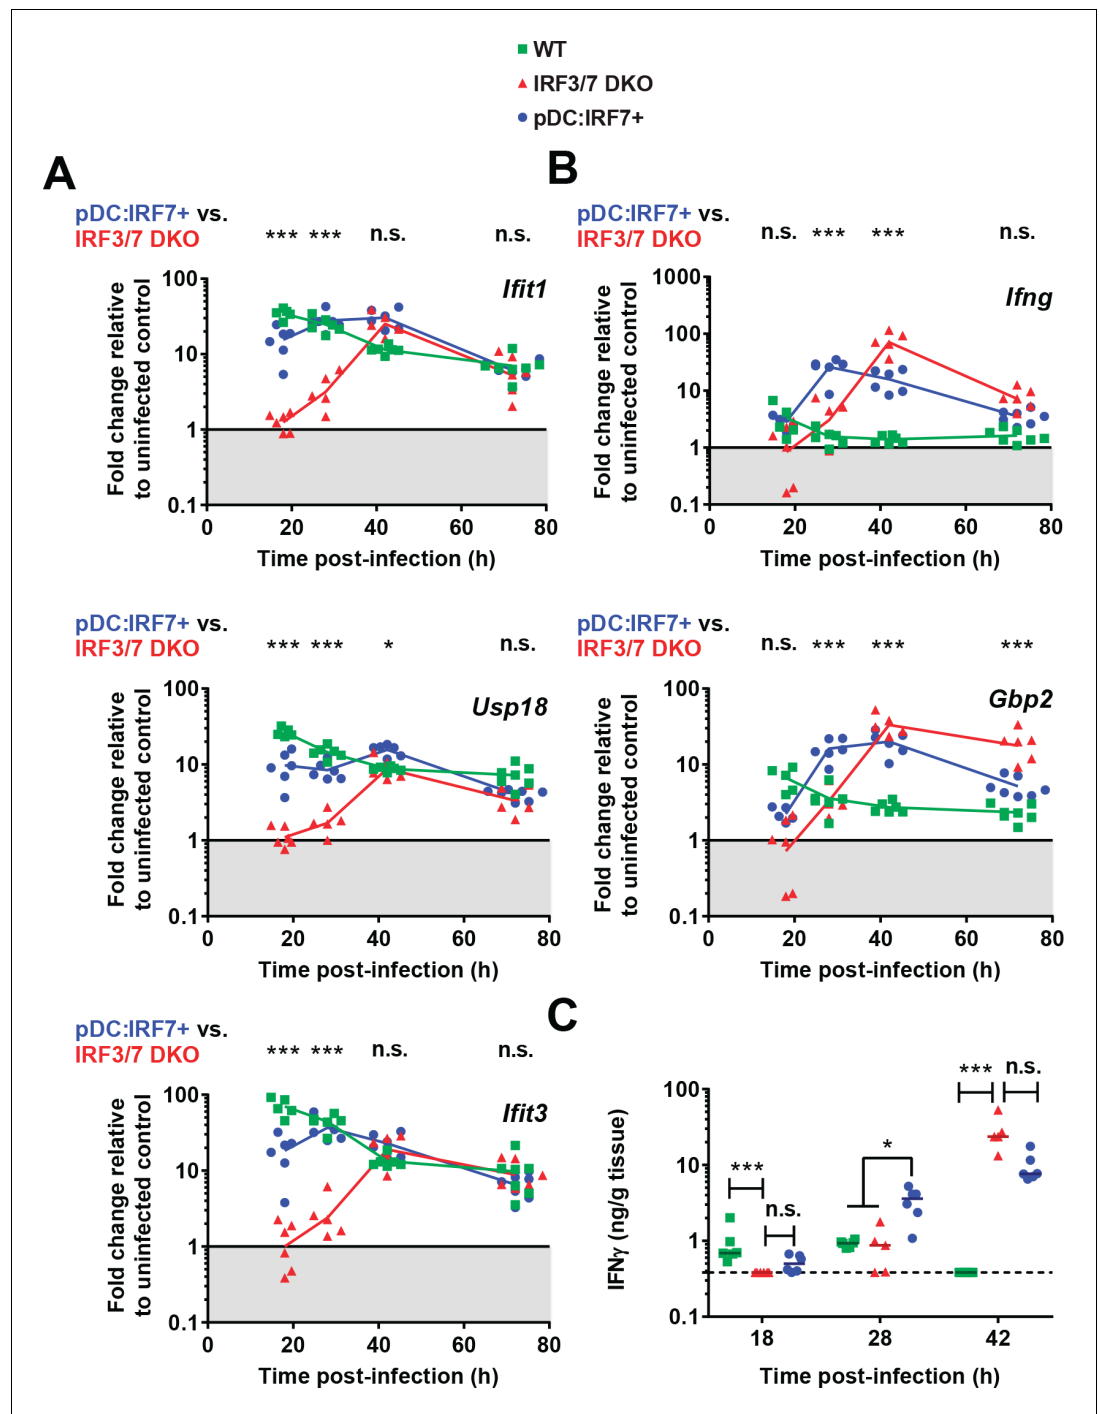 WT
IRF3/7 DKO
pDC:IRF7+
A
pDC:IRF7+ vs.
IRF3/7 DKO
*** *** n.s. n.s.
Ifit1
Fold change relative
to uninfected control
100
10
1
0.1
0 20 40 60 80
Time post-infection (h)
B
pDC:IRF7+ vs.
IRF3/7 DKO
n.s. *** *** n.s.
Ifng
Fold change relative
to uninfected control
1000
100
10
1
0.1
0 20 40 60 80
Time post-infection (h)
pDC:IRF7+ vs.
IRF3/7 DKO
*** *** * n.s.
Usp18
Fold change relative
to uninfected control
100
10
1
0.1
0 20 40 60 80
Time post-infection (h)
pDC:IRF7+ vs.
IRF3/7 DKO
n.s. *** *** ***
Gbp2
Fold change relative
to uninfected control
100
10
1
0.1
0 20 40 60 80
Time post-infection (h)
pDC:IRF7+ vs.
IRF3/7 DKO
*** *** n.s. n.s.
Ifit3
Fold change relative
to uninfected control
100
10
1
0.1
0 20 40 60 80
Time post-infection (h)
C
*** n.s.
*
***
n.s.
IFNγ (ng/g tissue)
100
10
1
0.1
18 28 42
Time post-infection (h)